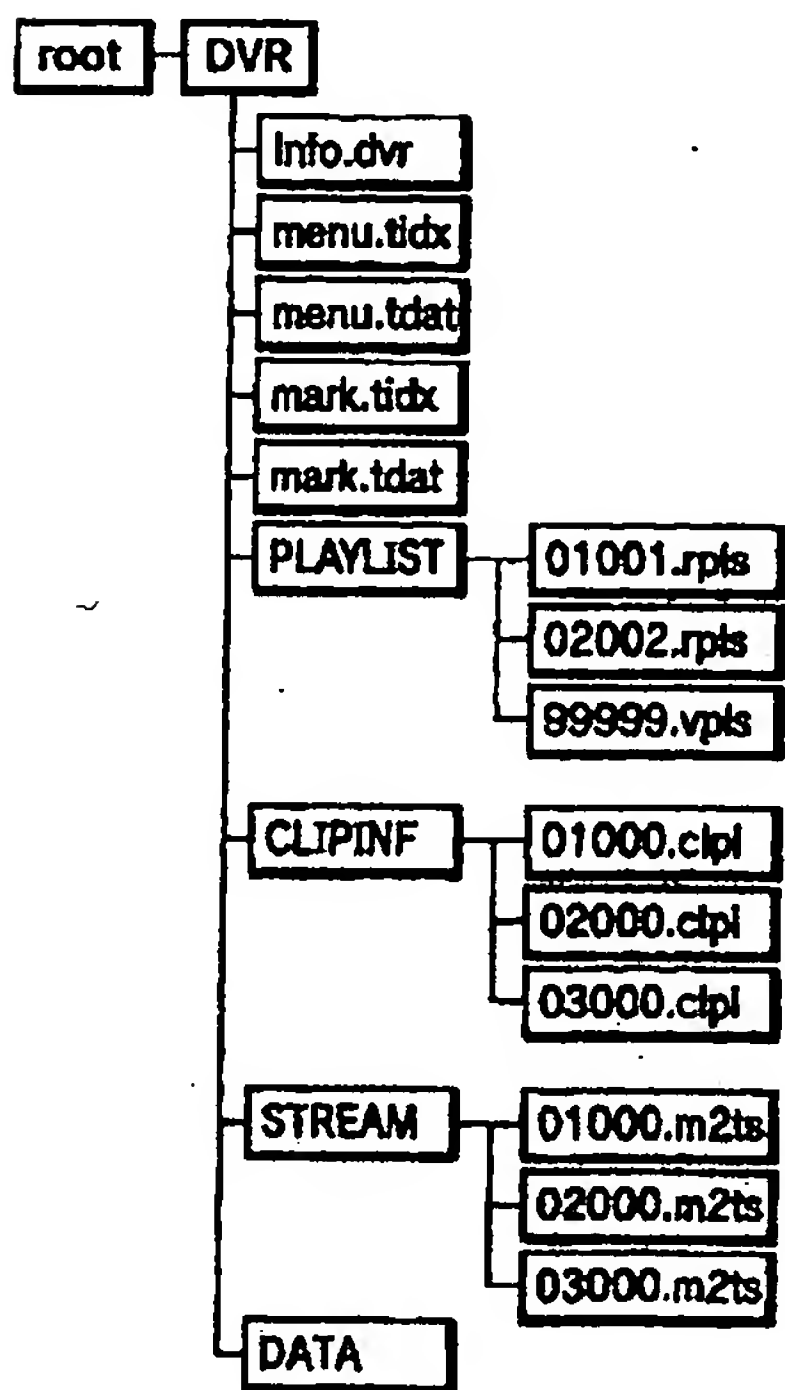 root DVR
Info.dvr
menu.tidx
menu.tdat
mark.tidx
mark.tdat
PLAYLIST 01001.rpls
02002.rpls
99999.vpls
CLIPINF 01000.clpi
02000.clpi
03000.clpi
STREAM 01000.m2ts
02000.m2ts
03000.m2ts
DATA